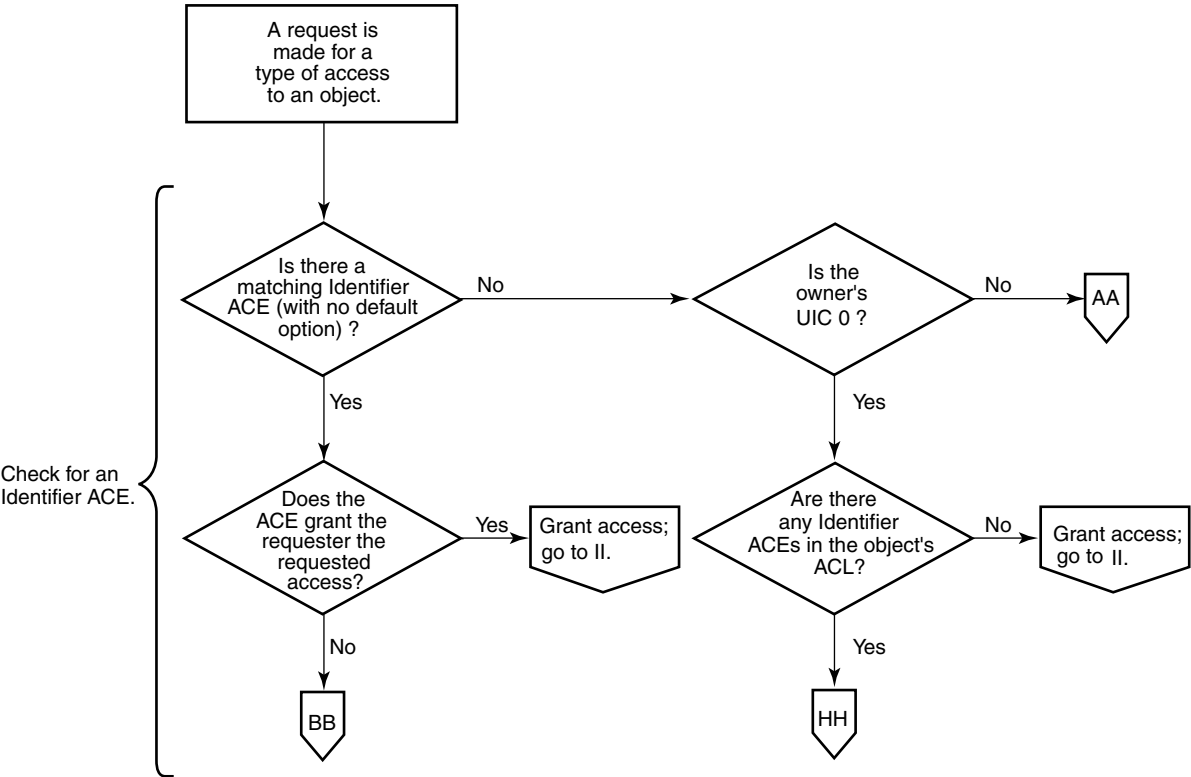 A request is
made for a
type of access
to an object.
Is there a
matching Identifier
ACE (with no default
option) ?
No
Is the
owner's
UIC 0 ?
No
AA
Yes
Yes
Check for an
Identifier ACE.
Does the
ACE grant the
requester the
requested
access?
Yes
Grant access;
go to II.
Are there
any Identifier
ACEs in the object's
ACL?
No
Grant access;
go to II.
No
Yes
BB
HH